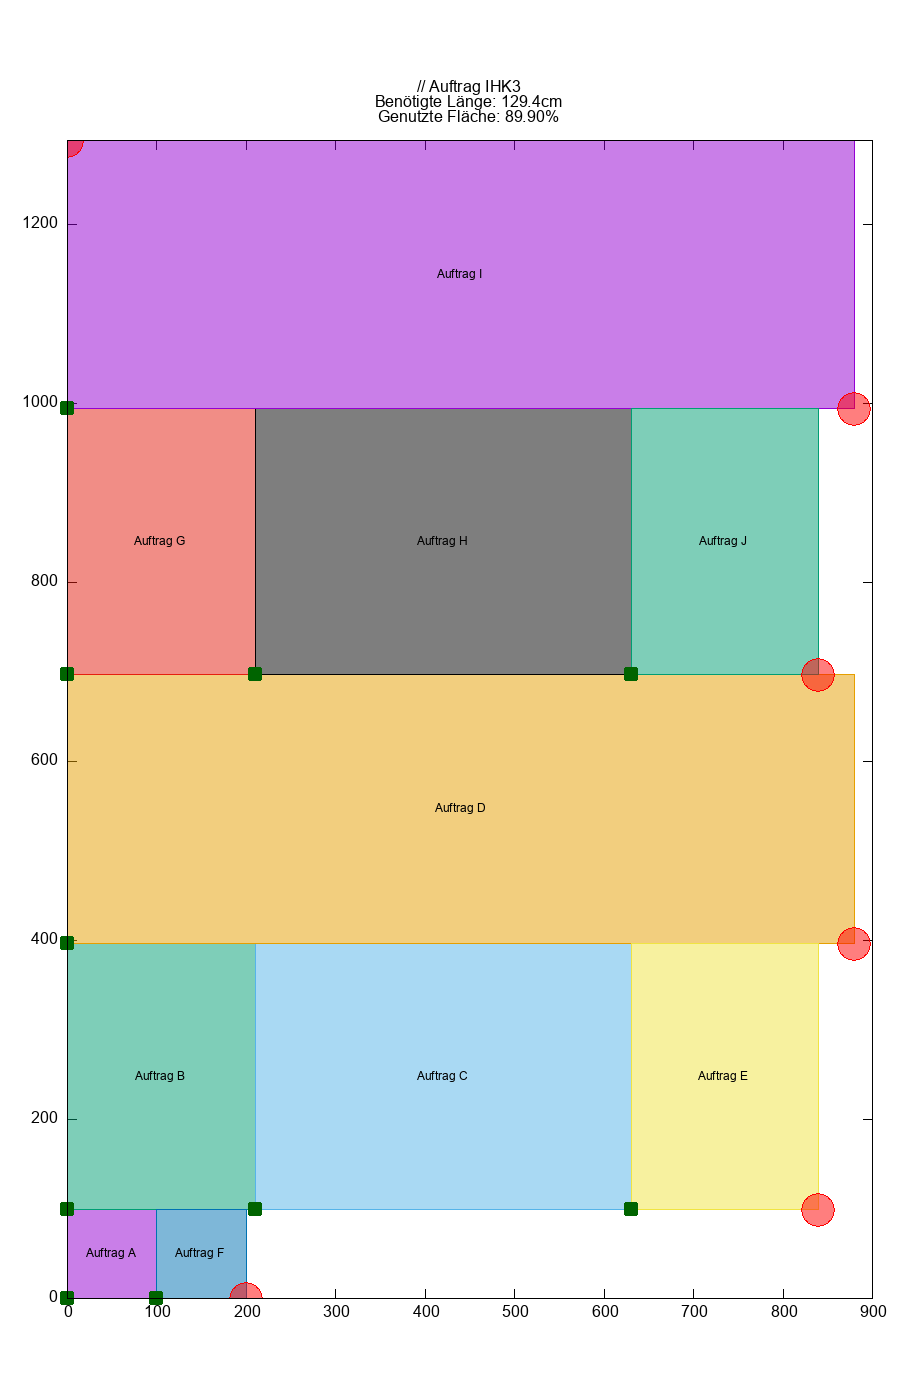 // Auftrag IHK3
Benötigte Länge: 129.4cm
Genutzte Fläche: 89.90%
1200
Auftrag I
1000
Auftrag G
Auftrag H
Auftrag J
800
600
Auftrag D
400
Auftrag B
Auftrag C
Auftrag E
200
Auftrag A
Auftrag F
0
0 100 200 300 400 500 600 700 800 900